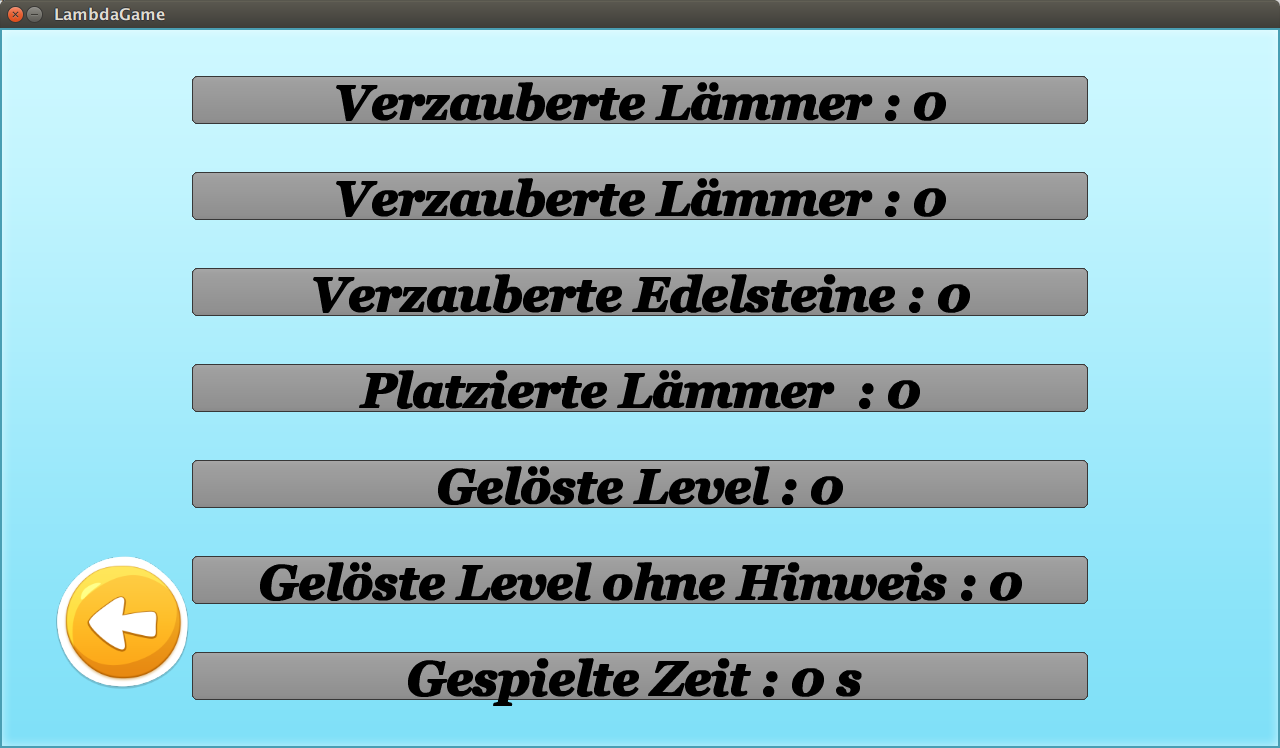 LambdaGame
Verzauberte Lämmer : 0
Verzauberte Lämmer : 0
Verzauberte Edelsteine : 0
Platzierte Lämmer  : 0
Gelöste Level : 0
Gelöste Level ohne Hinweis : 0
Gespielte Zeit : 0 s